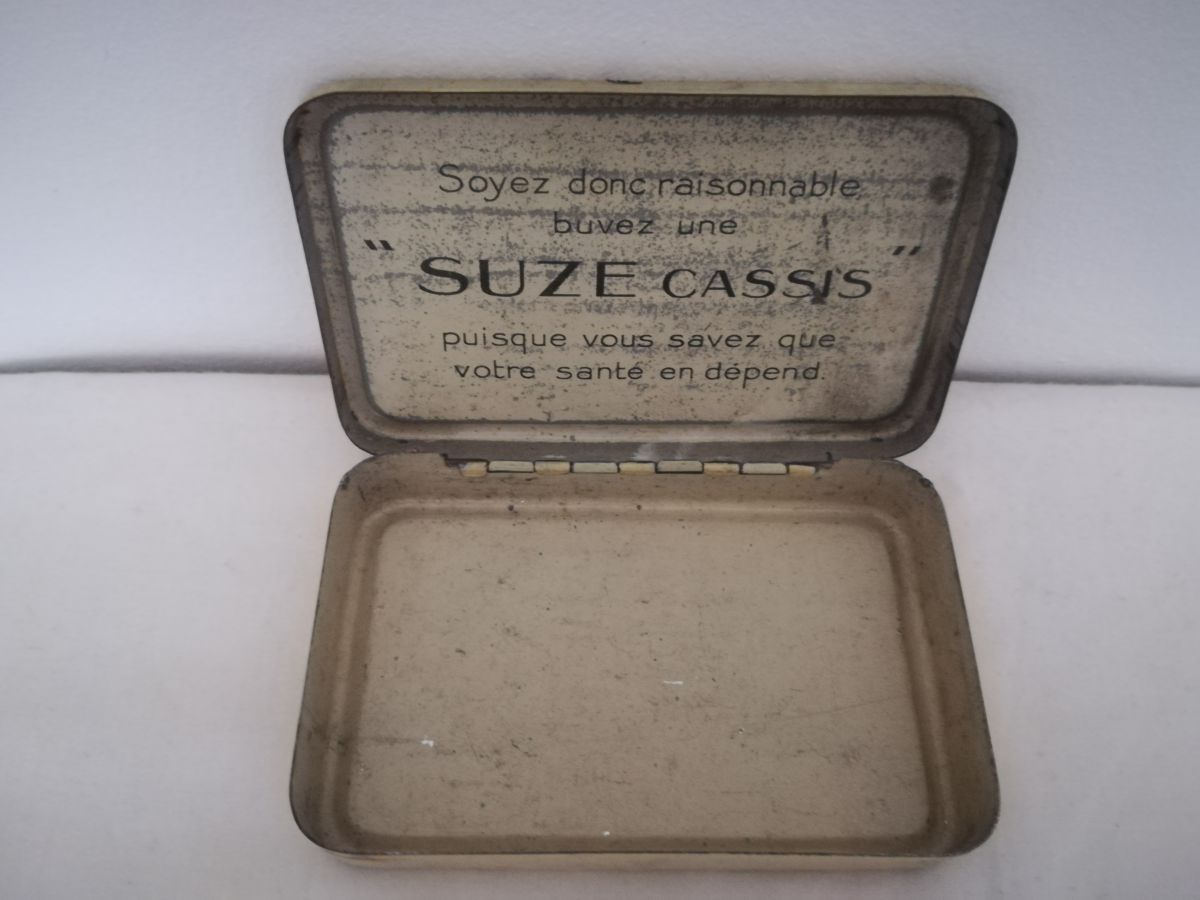 Soyez donc raisonnable
buvez une
"SUZE CASSIS"
puisque vous savez que
votre santé en dépend.